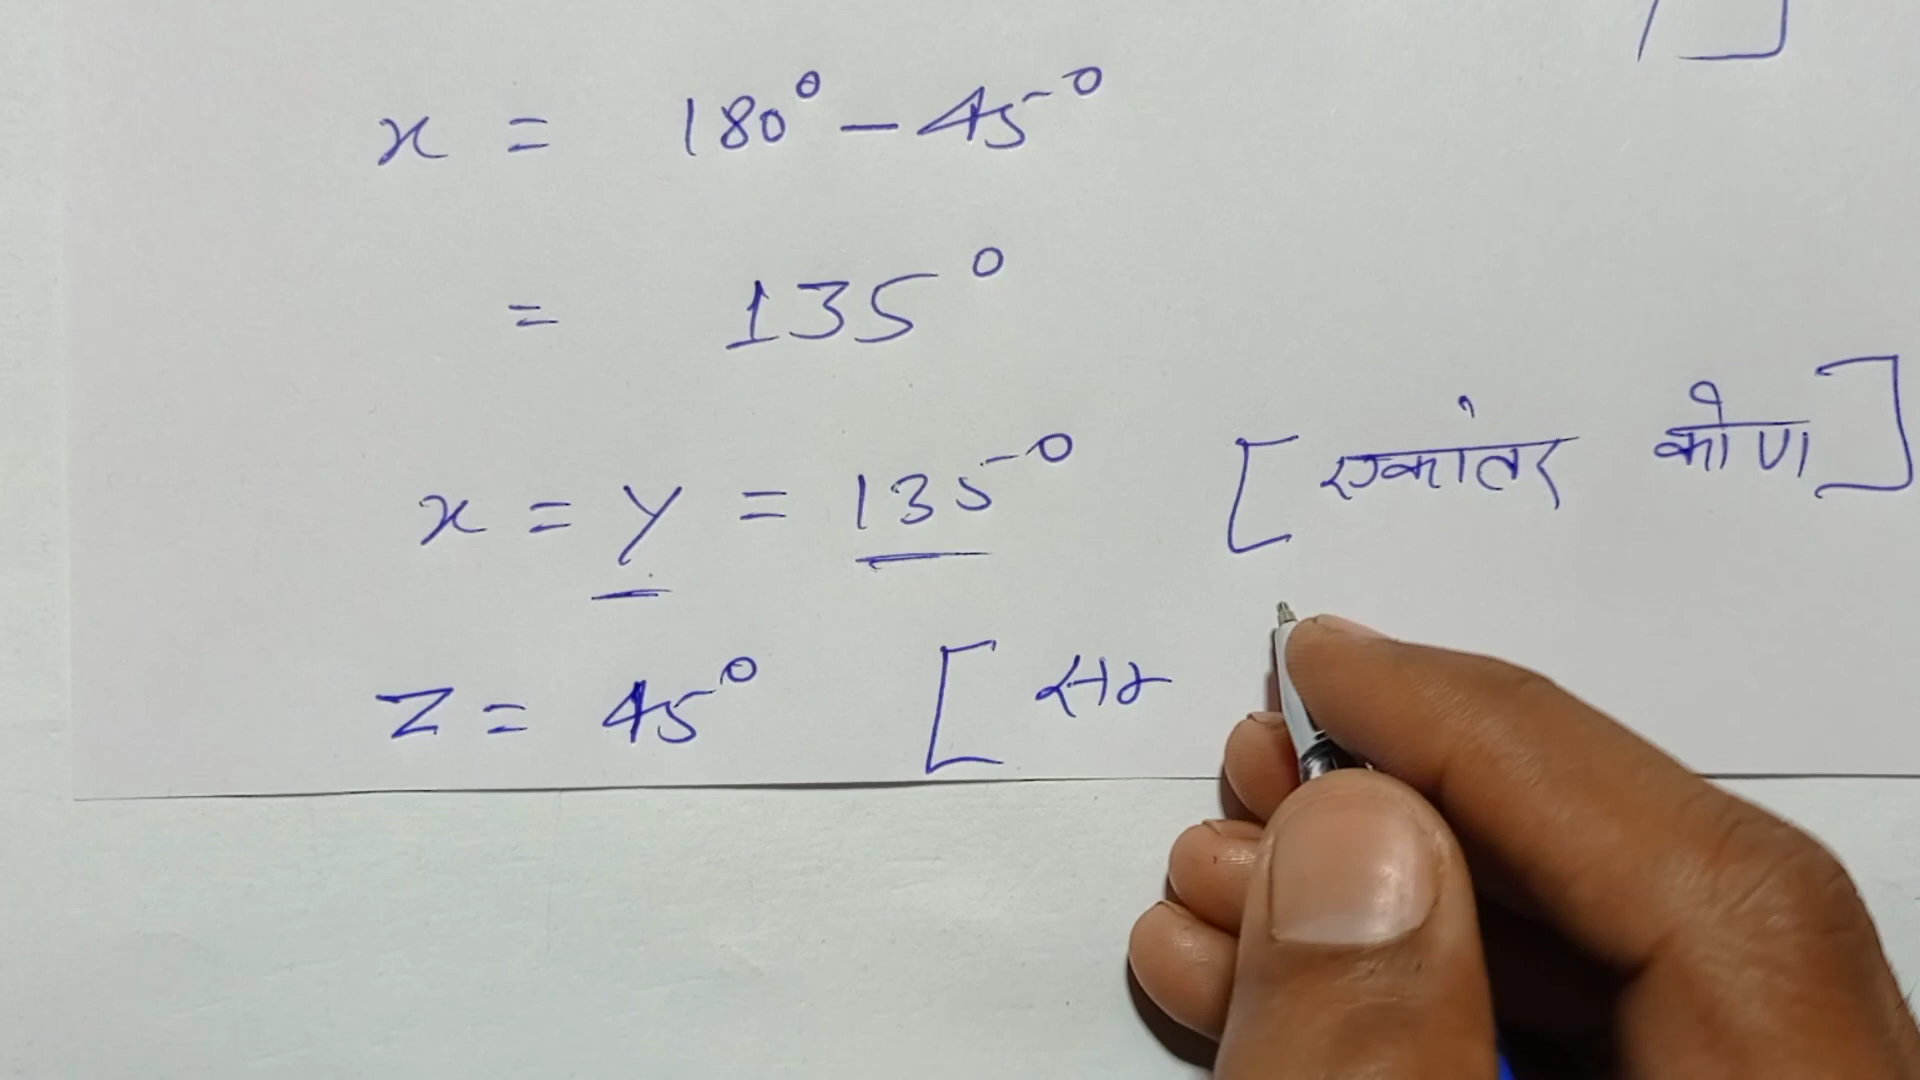 ]
x = 180° - 45°
= 135°
x = y = 135° [एकांतर कोण]
z = 45° [